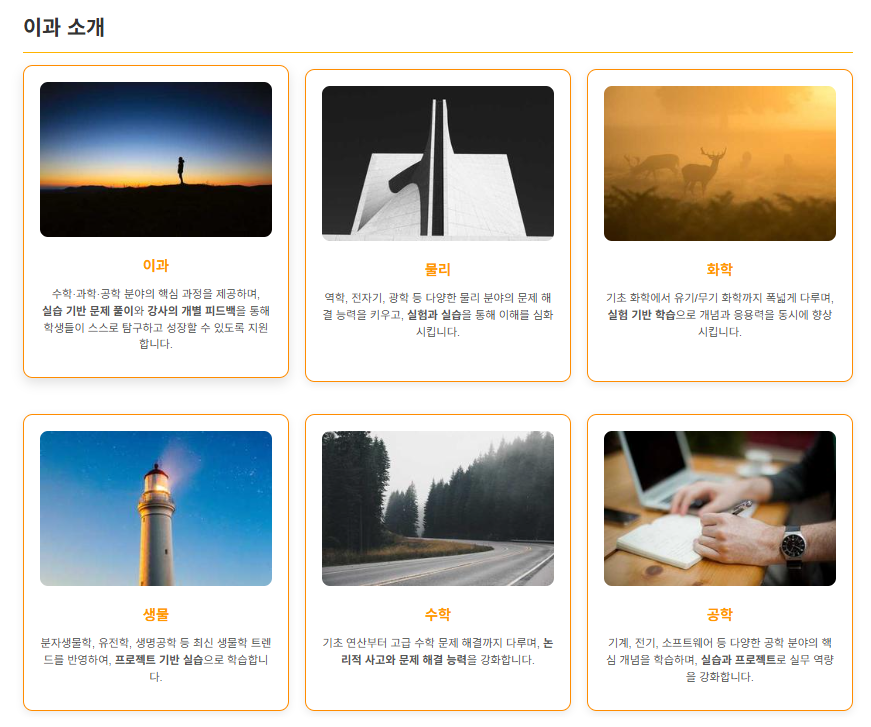 이과 소개
이과
수학·과학·공학 분야의 핵심 과정을 제공하며,
실습 기반 문제 풀이와 강사의 개별 피드백을 통해
학생들이 스스로 탐구하고 성장할 수 있도록 지원
합니다.
물리
역학, 전자기, 광학 등 다양한 물리 분야의 문제 해
결 능력을 키우고, 실험과 실습을 통해 이해를 심화
시킵니다.
화학
기초 화학에서 유기/무기 화학까지 폭넓게 다루며,
실험 기반 학습으로 개념과 응용력을 동시에 향상
시킵니다.
생물
분자생물학, 유전학, 생명공학 등 최신 생물학 트렌
드를 반영하여, 프로젝트 기반 실습으로 학습합니
다.
수학
기초 연산부터 고급 수학 문제 해결까지 다루며, 논
리적 사고와 문제 해결 능력을 강화합니다.
공학
기계, 전기, 소프트웨어 등 다양한 공학 분야의 핵
심 개념을 학습하며, 실습과 프로젝트로 실무 역량
을 강화합니다.